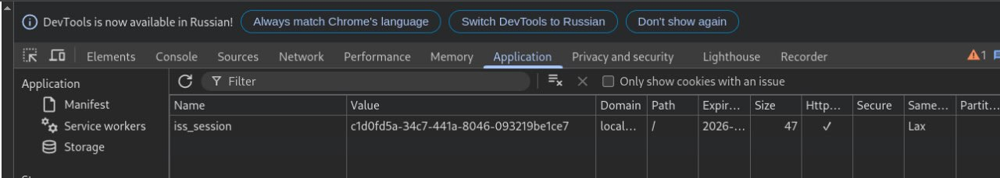 DevTools is now available in Russian! Always match Chrome's language Switch DevTools to Russian Don't show again
Elements Console Sources Network Performance Memory Application Privacy and security Lighthouse Recorder 1
Application Filter Only show cookies with an issue
Manifest Name Value Domain Path Expir... Size Http... Secure Same... Partit...
Service workers iss_session c1d0fd5a-34c7-441a-8046-093219be1ce7 local... / 2026-... 47 ✓ Lax
Storage